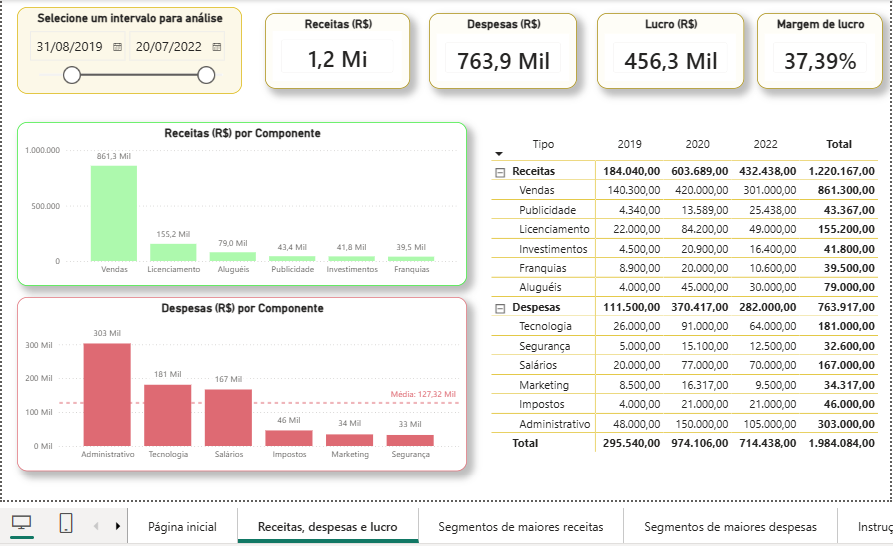 Selecione um intervalo para análise
31/08/2019 20/07/2022
Receitas (R$)
1,2 Mi
Despesas (R$)
763,9 Mil
Lucro (R$)
456,3 Mil
Margem de lucro
37,39%
Receitas (R$) por Componente
1.000.000
500.000
0
861,3 Mil
155,2 Mil
79,0 Mil
43,4 Mil
41,8 Mil
39,5 Mil
Vendas Licenciamento Aluguéis Publicidade Investimentos Franquias
Despesas (R$) por Componente
300 Mil
200 Mil
100 Mil
0 Mil
303 Mil
181 Mil
167 Mil
46 Mil
34 Mil
33 Mil
Média: 127,32 Mil
Administrativo Tecnologia Salários Impostos Marketing Segurança
Tipo 2019 2020 2022 Total
Receitas 184.040,00 603.689,00 432.438,00 1.220.167,00
Vendas 140.300,00 420.000,00 301.000,00 861.300,00
Publicidade 4.340,00 13.589,00 25.438,00 43.367,00
Licenciamento 22.000,00 84.200,00 49.000,00 155.200,00
Investimentos 4.500,00 20.900,00 16.400,00 41.800,00
Franquias 8.900,00 20.000,00 10.600,00 39.500,00
Aluguéis 4.000,00 45.000,00 30.000,00 79.000,00
Despesas 111.500,00 370.417,00 282.000,00 763.917,00
Tecnologia 26.000,00 91.000,00 64.000,00 181.000,00
Segurança 5.000,00 15.100,00 12.500,00 32.600,00
Salários 20.000,00 77.000,00 70.000,00 167.000,00
Marketing 8.500,00 16.317,00 9.500,00 34.317,00
Impostos 4.000,00 21.000,00 21.000,00 46.000,00
Administrativo 48.000,00 150.000,00 105.000,00 303.000,00
Total 295.540,00 974.106,00 714.438,00 1.984.084,00
Página inicial Receitas, despesas e lucro Segmentos de maiores receitas Segmentos de maiores despesas Instruç